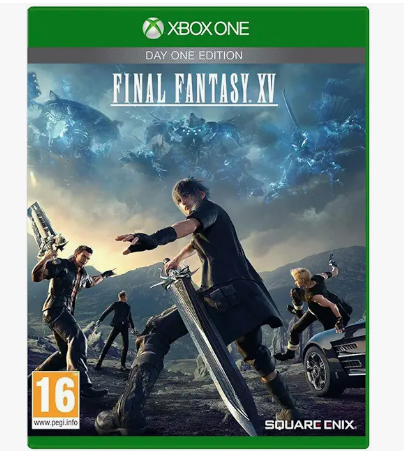 XBOX ONE
DAY ONE EDITION
FINAL FANTASY XV
16
www.pegi.info
SQUARE ENIX